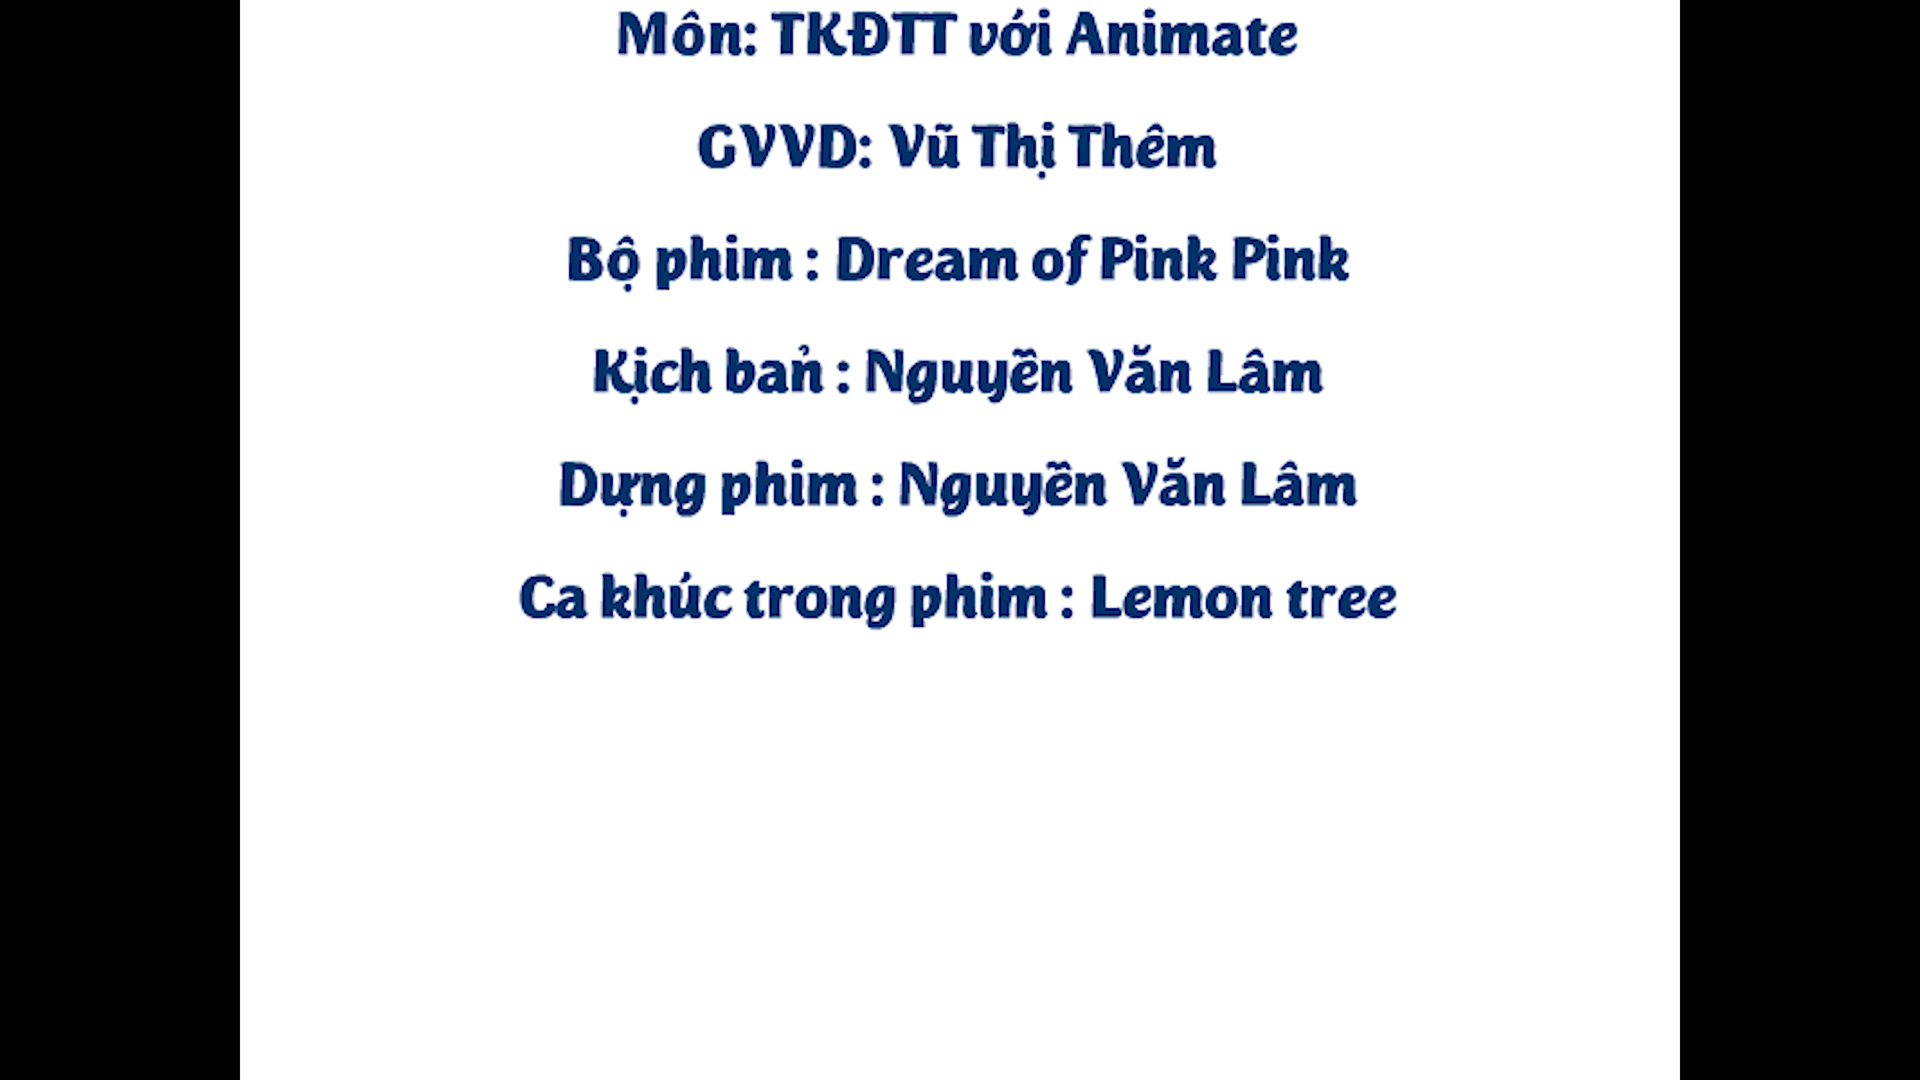 Môn: TKĐTT với Animate
GVVD: Vũ Thị Thêm
Bộ phim : Dream of Pink Pink
Kịch bản : Nguyễn Văn Lâm
Dựng phim : Nguyễn Văn Lâm
Ca khúc trong phim : Lemon tree